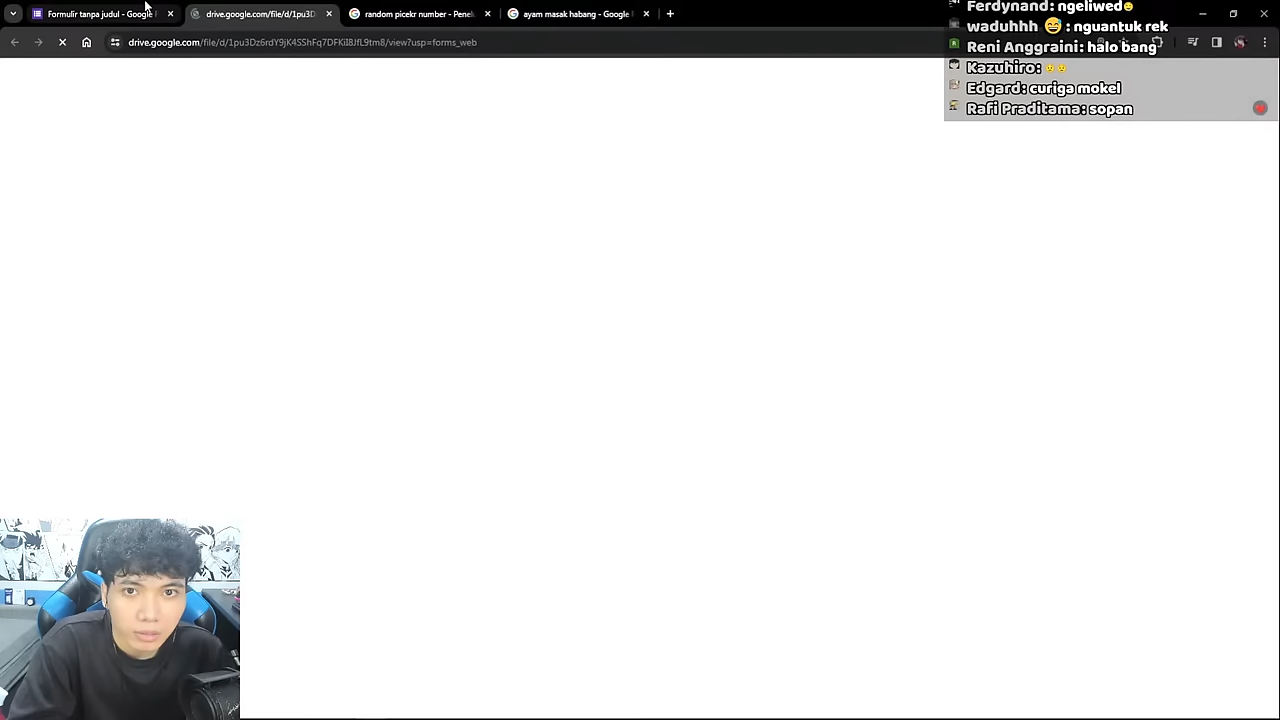 Formulir tanpa judul - Google
drive.google.com/file/d/1pu3D
random picekr number - Penel
ayam masak habang - Google
drive.google.com/file/d/1pu3Dz6rdY9jK4SShFq7DFKiI8JfL9tm8/view?usp=forms_web
Ferdynand: ngeliwed
waduhhh 😅 : nguantuk rek
Reni Anggraini: halo bang
Kazuhiro:
Edgard: curiga mokel
Rafi Praditama: sopan